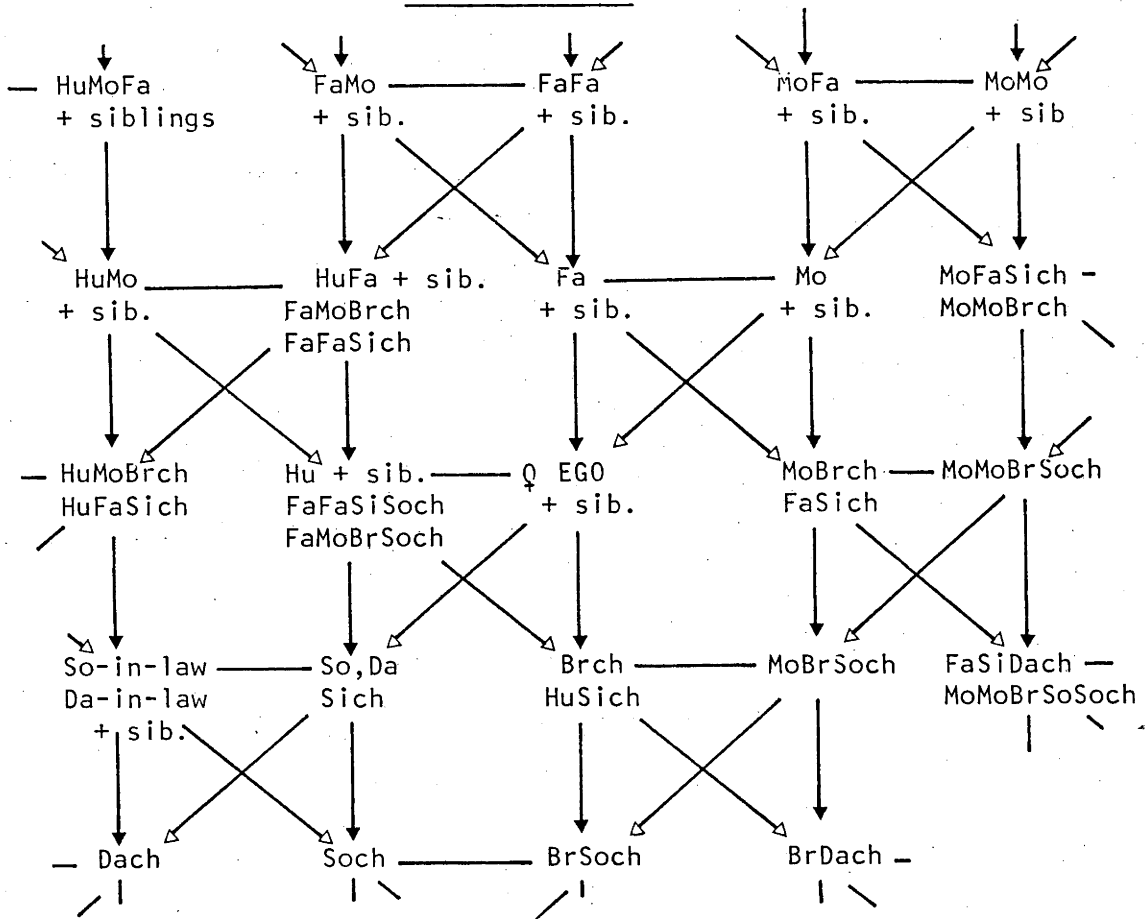 HuMoFa
+ siblings
FaMo
+ sib.
FaFa
+ sib.
MoFa
+ sib.
MoMo
+ sib
HuMo
+ sib.
HuFa + sib.
FaMoBrch
FaFaSich
Fa
+ sib.
Mo
+ sib.
MoFaSich
MoMoBrch
HuMoBrch
HuFaSich
Hu + sib.
FaFaSiSoch
FaMoBrSoch
♀ EGO
+ sib.
MoBrch
FaSich
MoMoBrSoch
So-in-law
Da-in-law
+ sib.
So,Da
Sich
Brch
HuSich
MoBrSoch
FaSiDach
MoMoBrSoSoch
Dach
Soch
BrSoch
BrDach